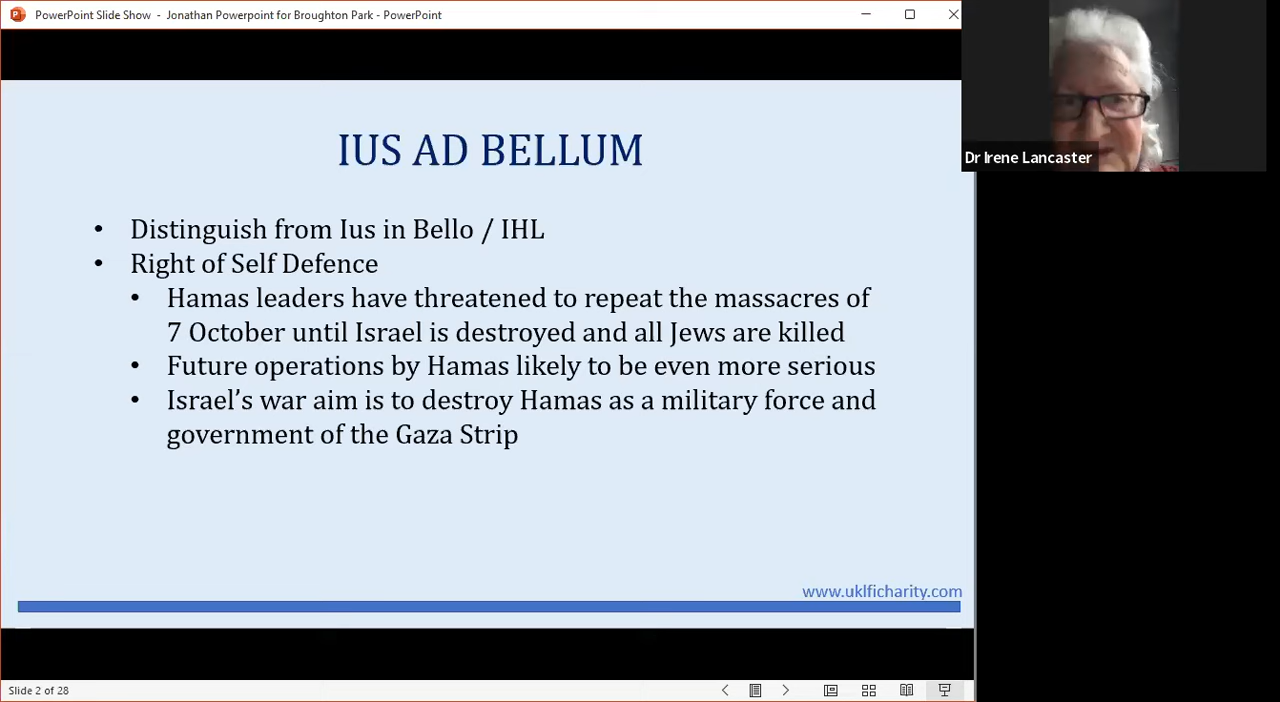 PowerPoint Slide Show - Jonathan Powerpoint for Broughton Park - PowerPoint
Dr Irene Lancaster
IUS AD BELLUM
• Distinguish from Ius in Bello / IHL
• Right of Self Defence
• Hamas leaders have threatened to repeat the massacres of
7 October until Israel is destroyed and all Jews are killed
• Future operations by Hamas likely to be even more serious
• Israel’s war aim is to destroy Hamas as a military force and
government of the Gaza Strip
www.uklficharity.com
Slide 2 of 28